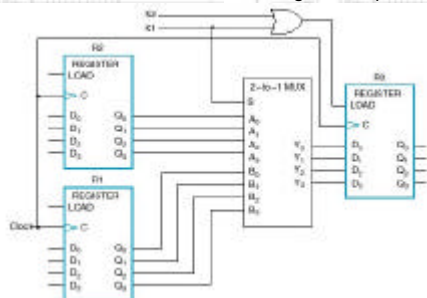 K2
K1
R2
REGISTER
LOAD
C
D0 Q0
D1 Q1
D2 Q2
D3 Q3
R1
REGISTER
LOAD
Clock
C
D0 Q0
D1 Q1
D2 Q2
D3 Q3
2-to-1 MUX
S
A0
A1
A2
A3
B0
B1
B2
B3
Y0
Y1
Y2
Y3
REGISTER
LOAD
C
D0 Q0
D1 Q1
D2 Q2
D3 Q3